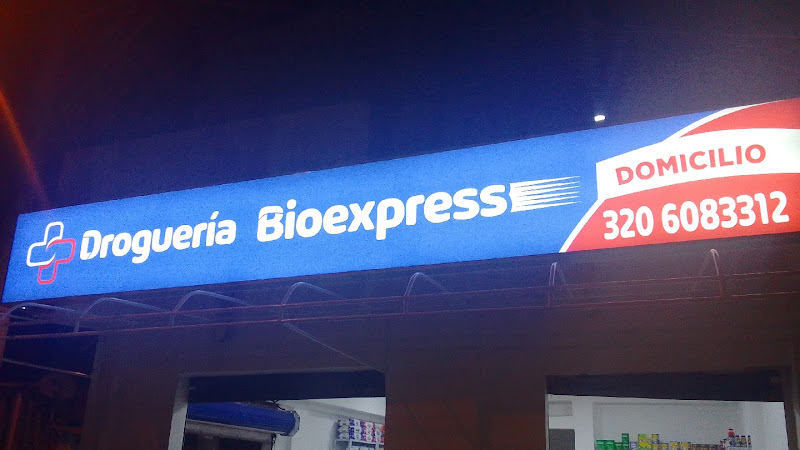 Droguería Bioexpress
DOMICILIO
320 6083312